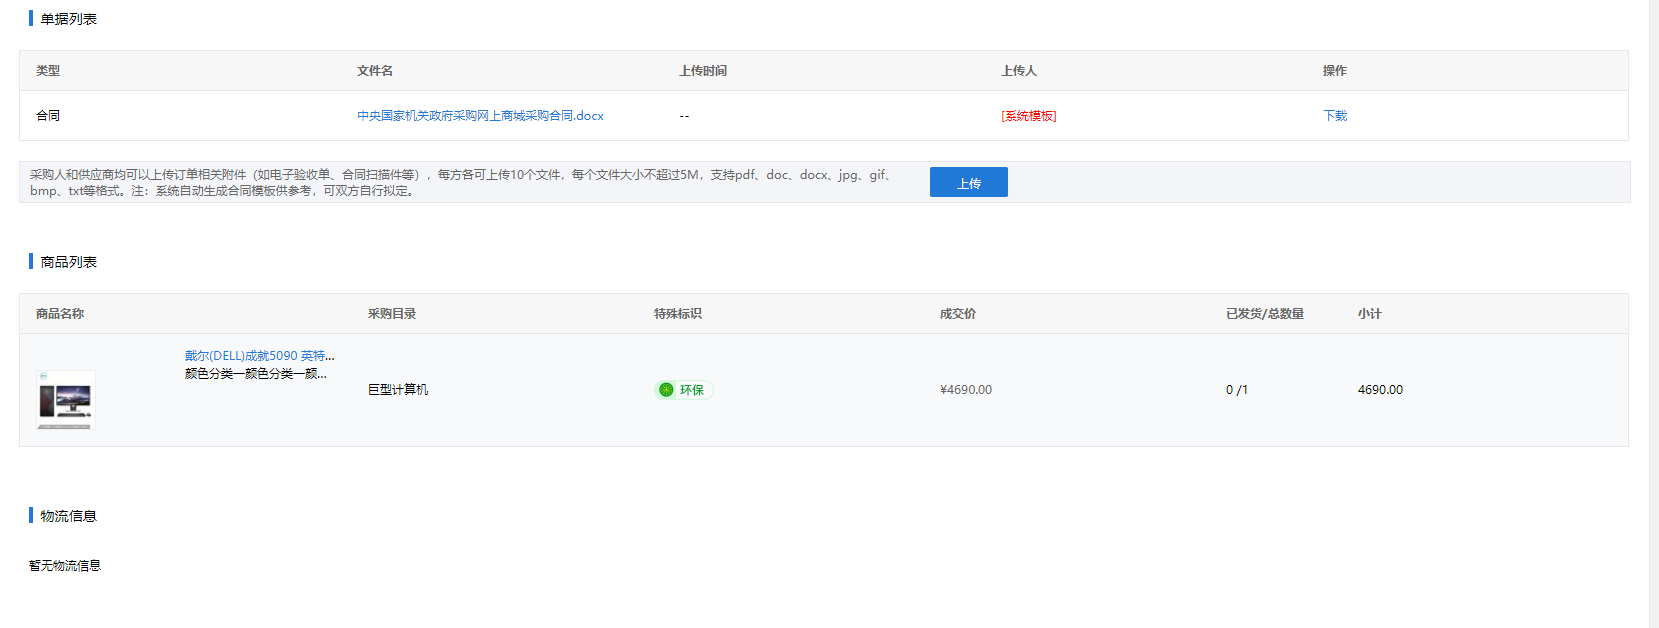 单据列表
类型 文件名 上传时间 上传人 操作
合同 中央国家机关政府采购网上商城采购合同.docx -- [系统模板] 下载
采购人和供应商均可以上传订单相关附件（如电子验收单、合同扫描件等），每方各可上传10个文件，每个文件大小不超过5M，支持pdf、doc、docx、jpg、gif、
bmp、txt等格式。注：系统自动生成合同模板供参考，可双方自行拟定。
上传
商品列表
商品名称 采购目录 特殊标识 成交价 已发货/总数量 小计
戴尔(DELL)成就5090 英特...
颜色分类一颜色分类一颜...
巨型计算机 环保 ¥4690.00 0 /1 4690.00
物流信息
暂无物流信息